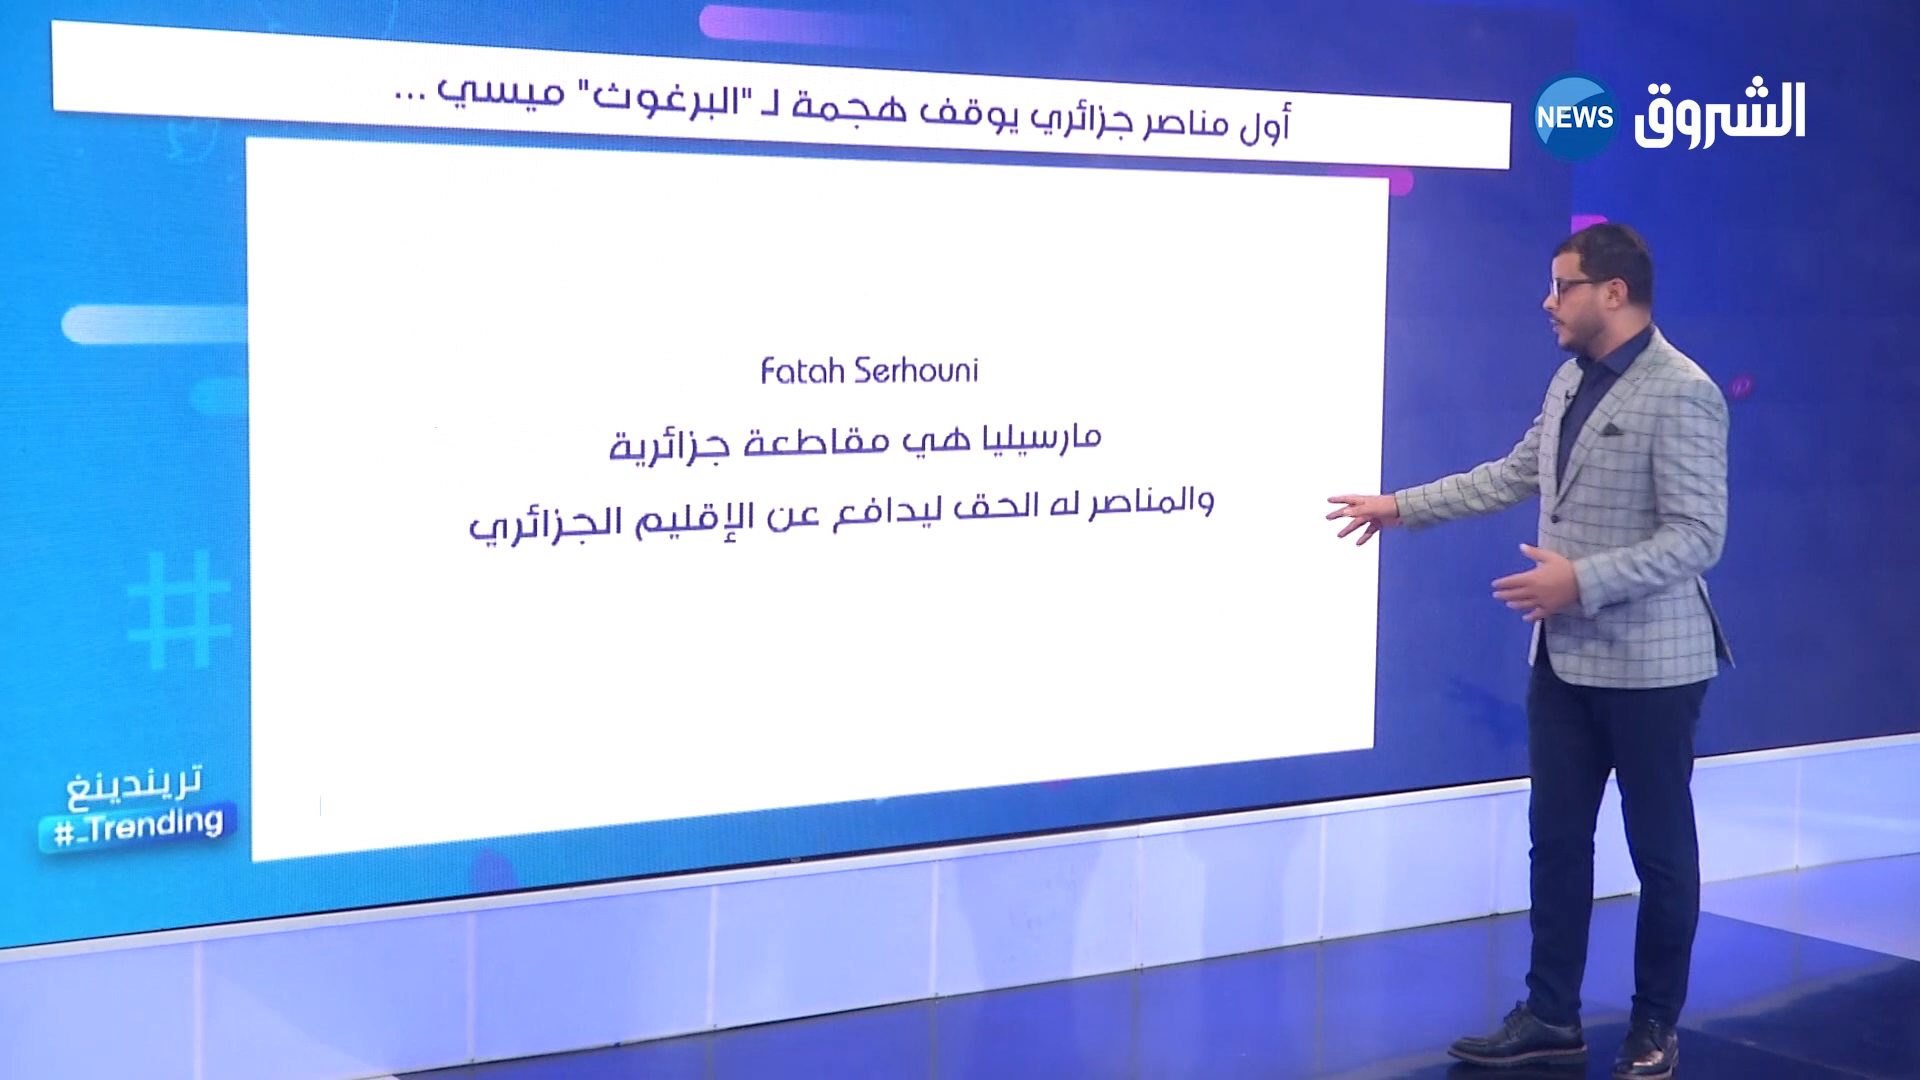 أول مناصر جزائري يوقف هجمة لـ "البرغوث" ميسي ...
NEWS الشروق
Fatah Serhouni
مارسيليا هي مقاطعة جزائرية
والمناصر له الحق ليدافع عن الإقليم الجزائري
تريندينغ
#_Trending